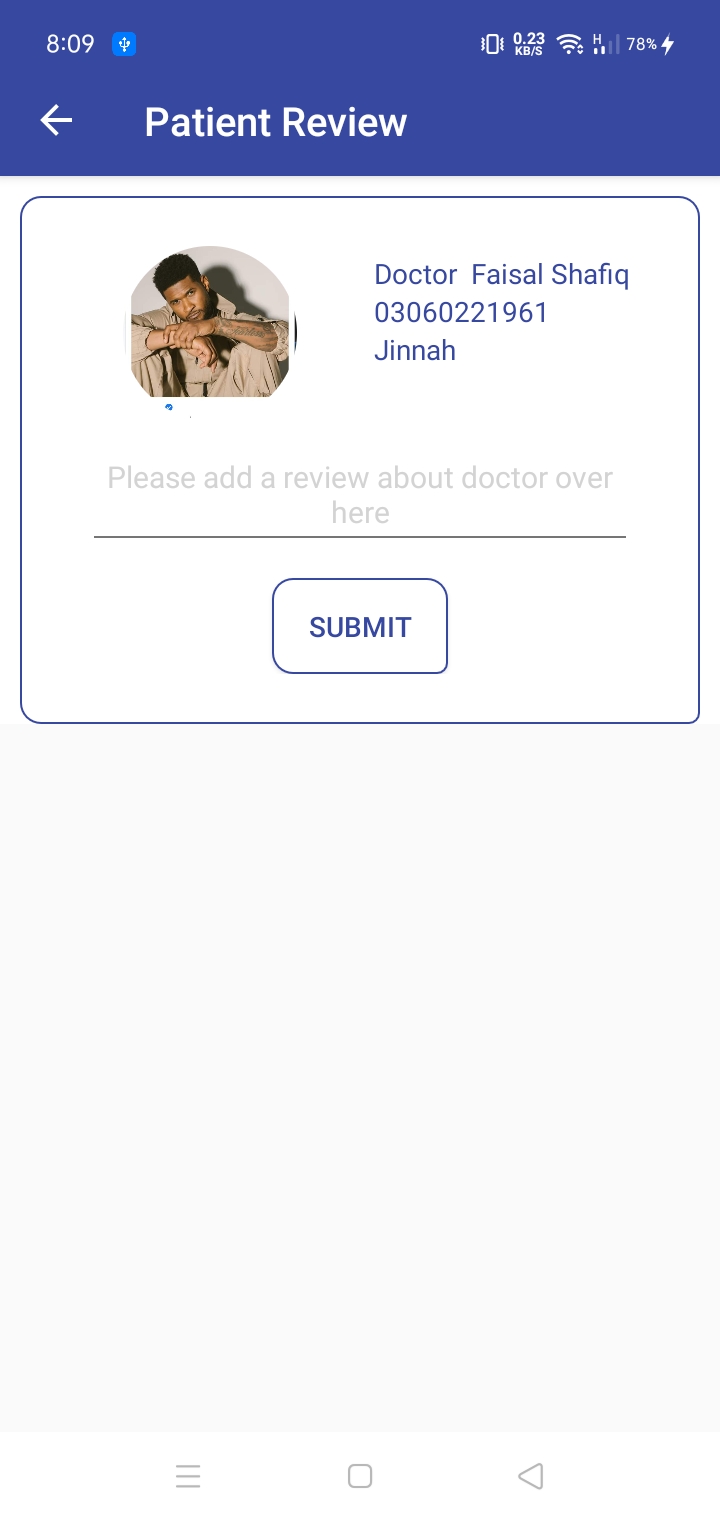 8:09
0.23
KB/S
H
78%
Patient Review
Doctor  Faisal Shafiq
03060221961
Jinnah
Please add a review about doctor over
here
SUBMIT